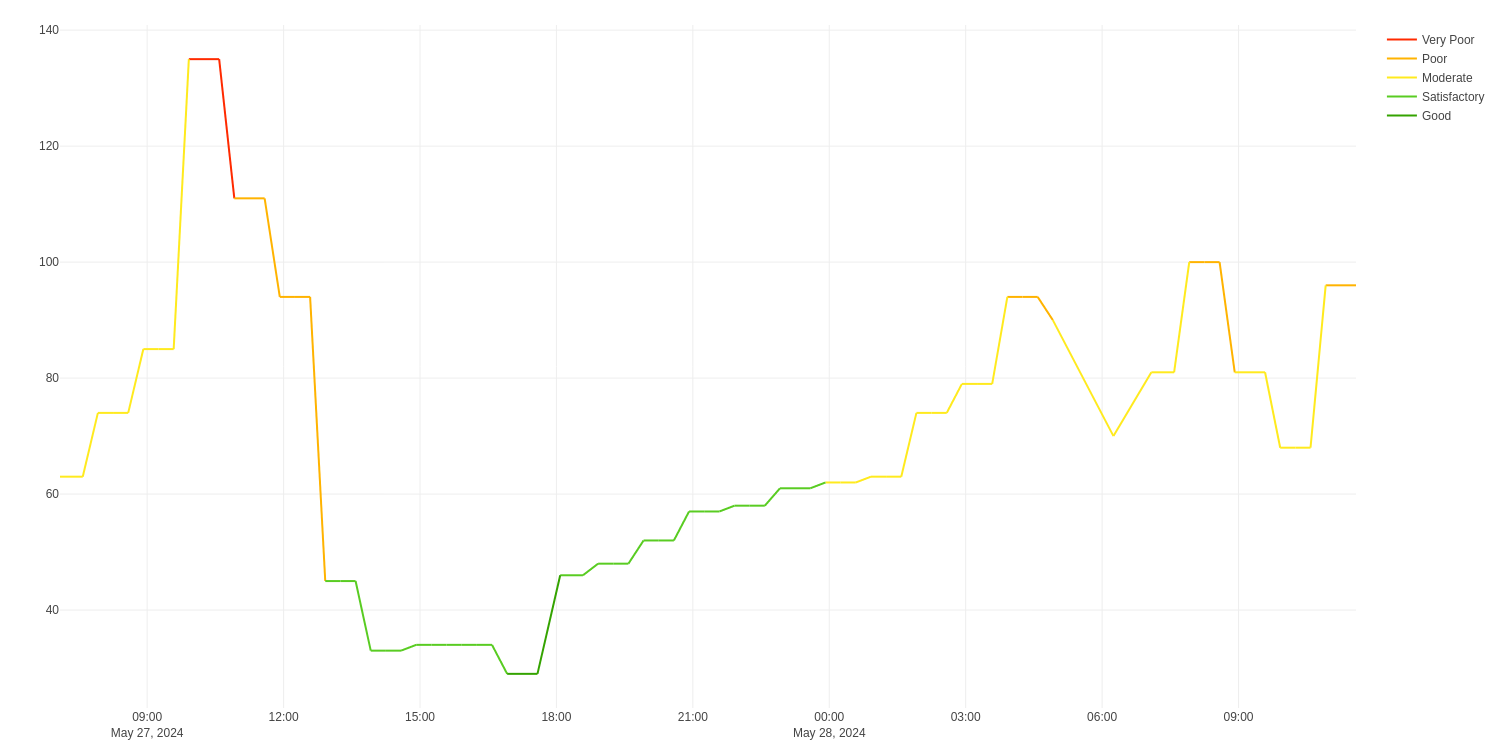 140
120
100
80
60
40
09:00
May 27, 2024
12:00
15:00
18:00
21:00
00:00
May 28, 2024
03:00
06:00
09:00
Very Poor
Poor
Moderate
Satisfactory
Good